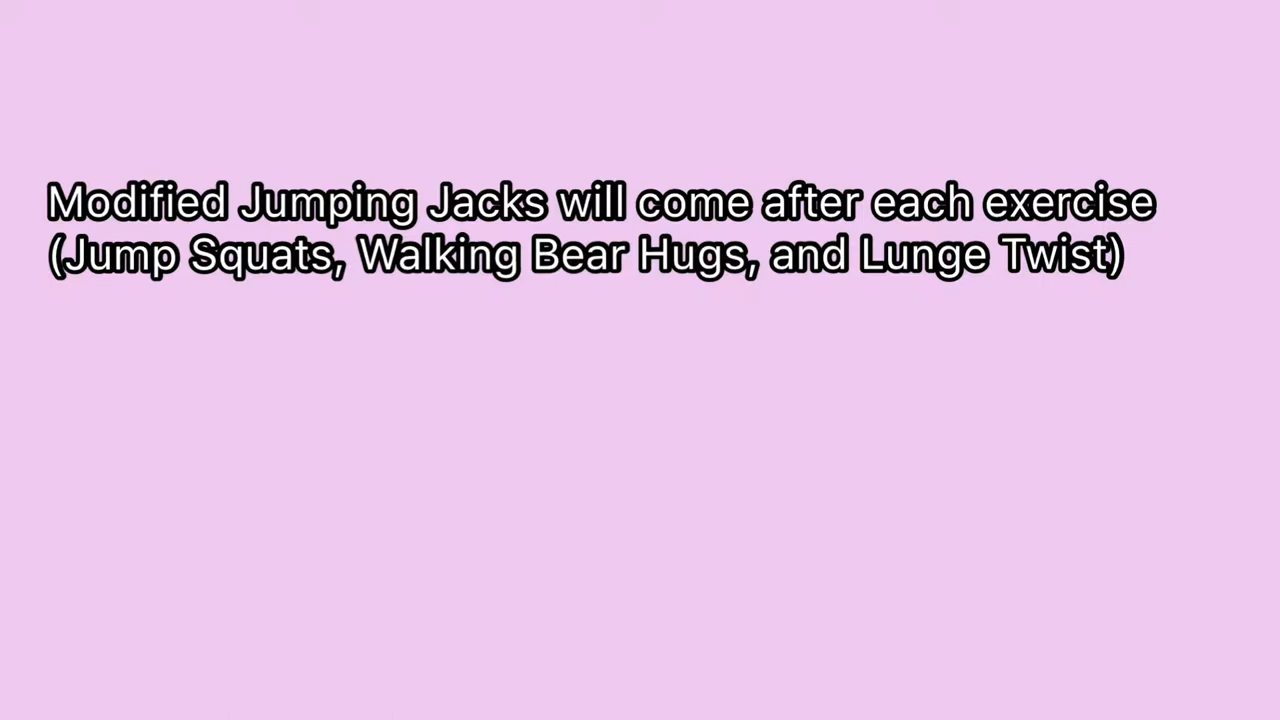 Modified Jumping Jacks will come after each exercise
(Jump Squats, Walking Bear Hugs, and Lunge Twist)